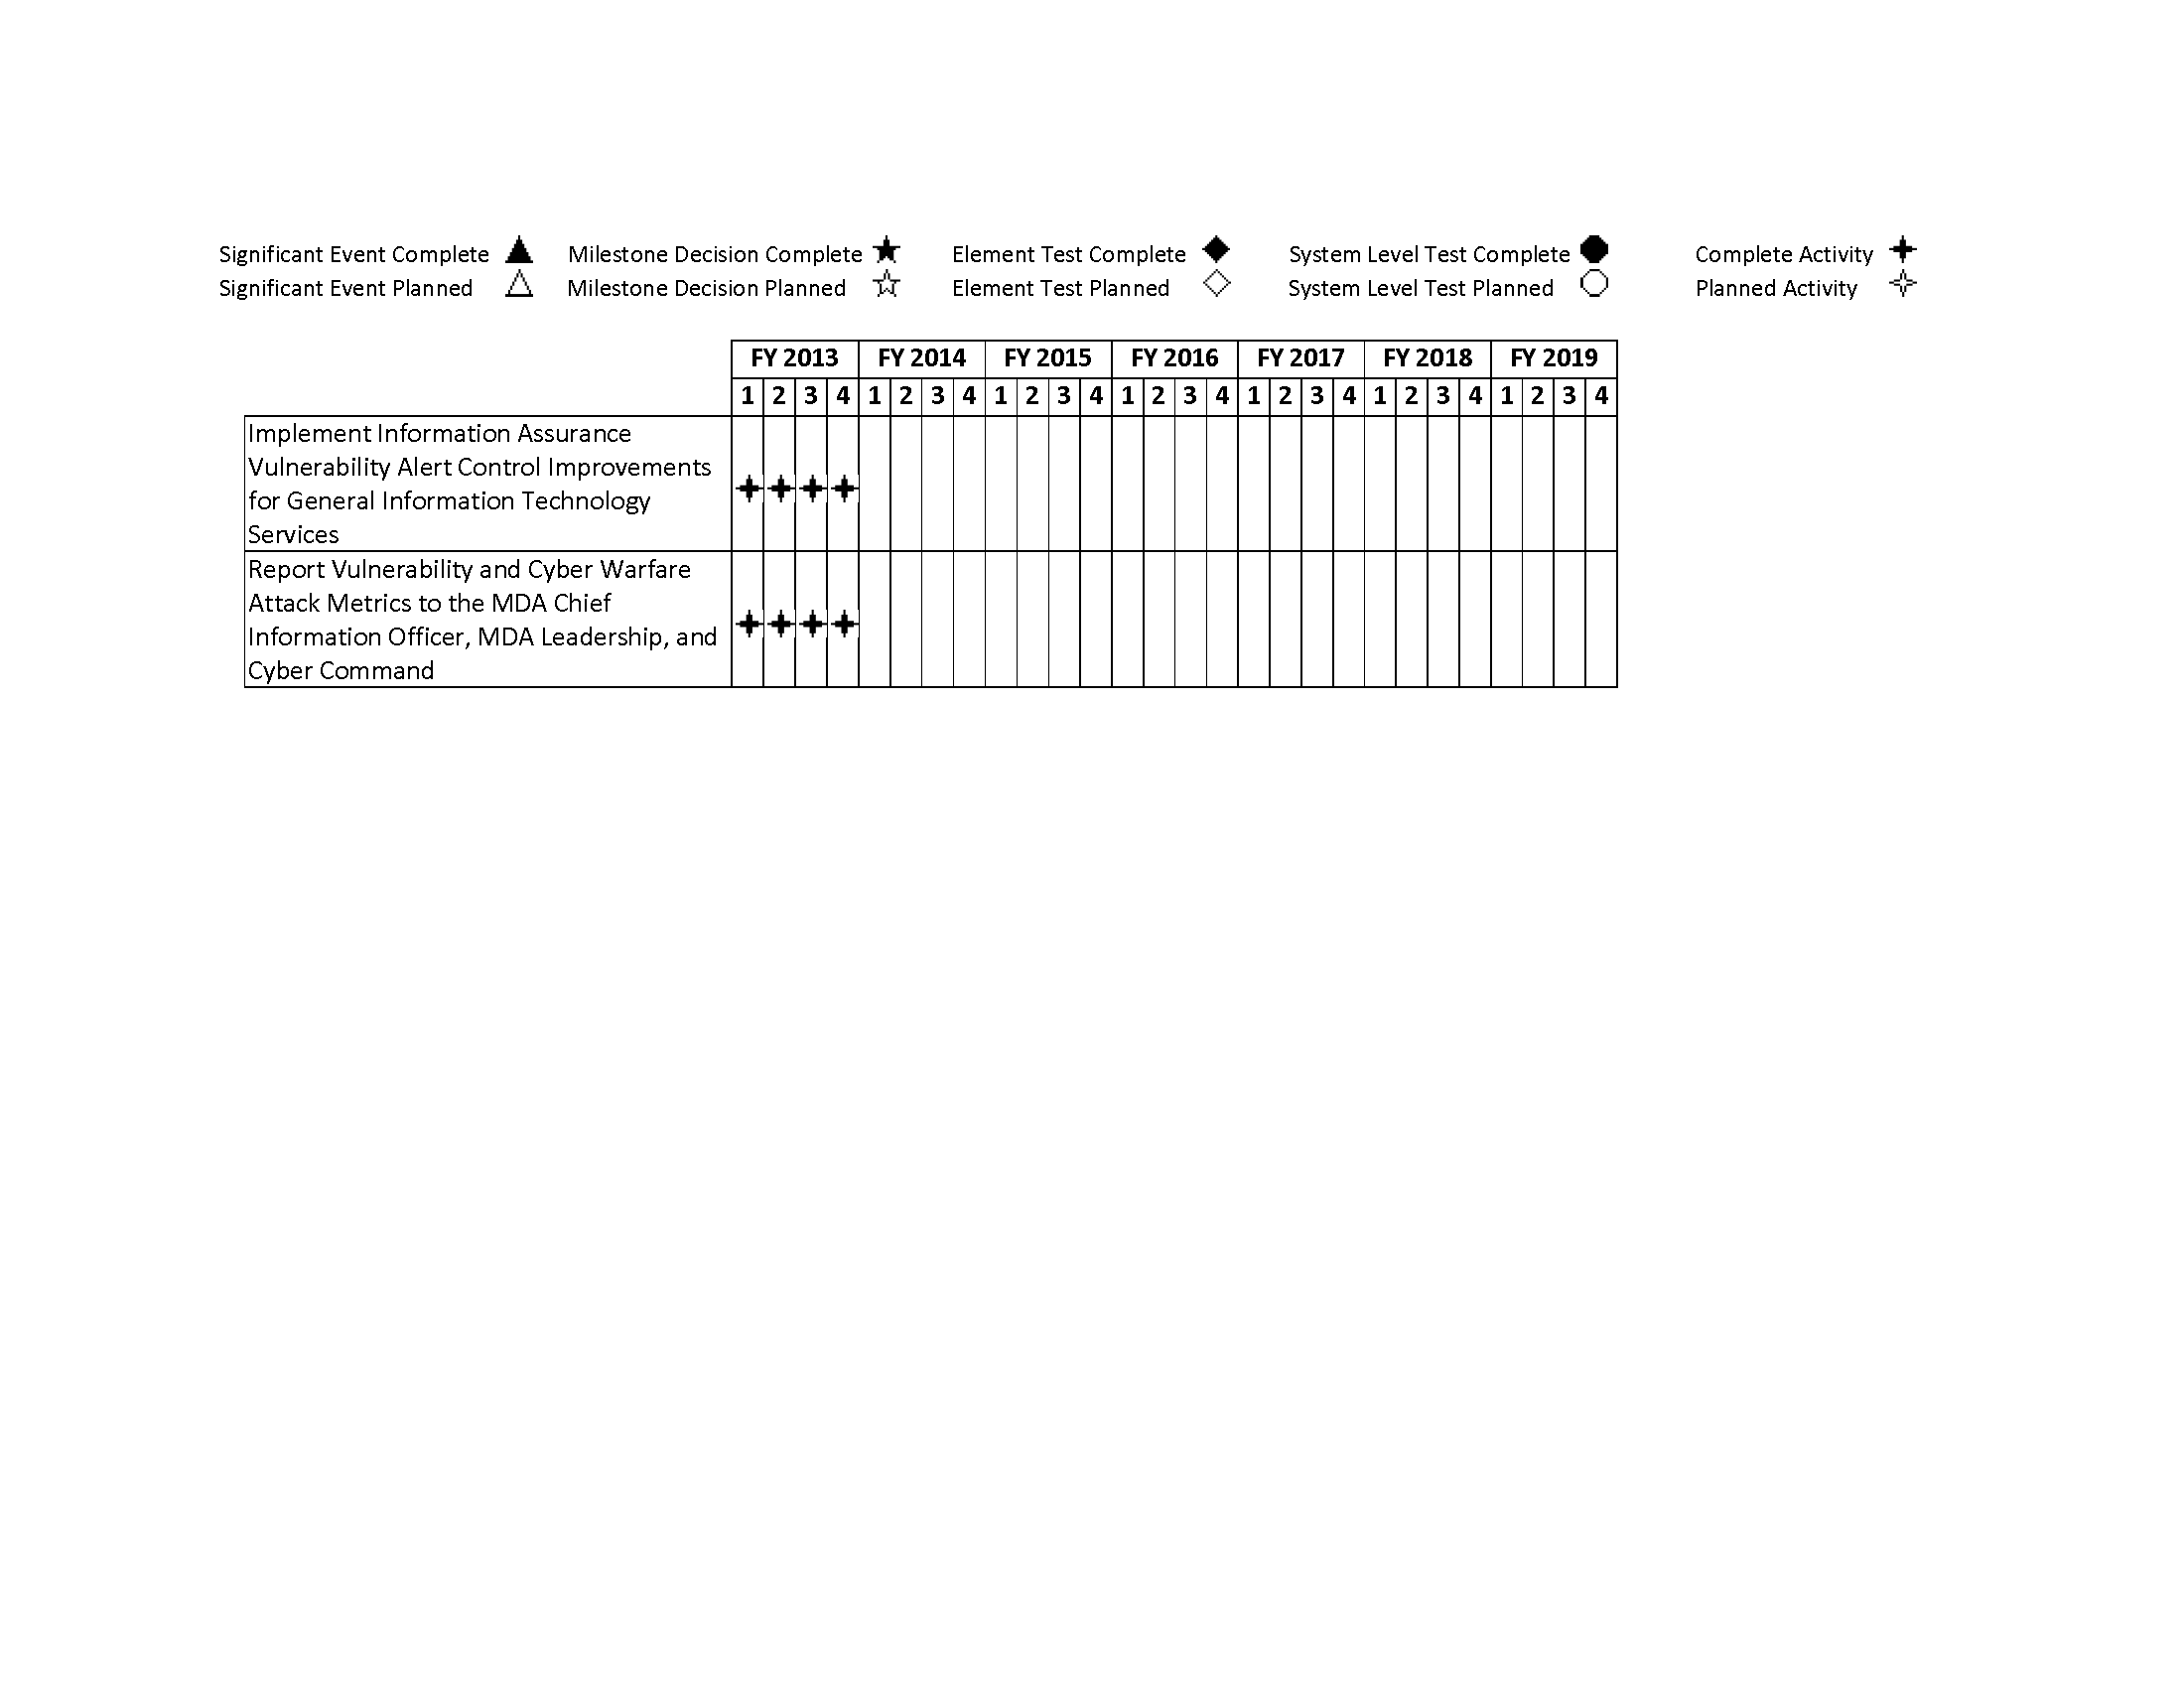 Significant Event Complete Milestone Decision Complete Element Test Complete System Level Test Complete Complete Activity
Significant Event Planned Milestone Decision Planned Element Test Planned System Level Test Planned Planned Activity
FY 2013 FY 2014 FY 2015 FY 2016 FY 2017 FY 2018 FY 2019
1 2 3 4 1 2 3 4 1 2 3 4 1 2 3 4 1 2 3 4 1 2 3 4 1 2 3 4
Implement Information Assurance
Vulnerability Alert Control Improvements
for General Information Technology
Services
Report Vulnerability and Cyber Warfare
Attack Metrics to the MDA Chief
Information Officer, MDA Leadership, and
Cyber Command